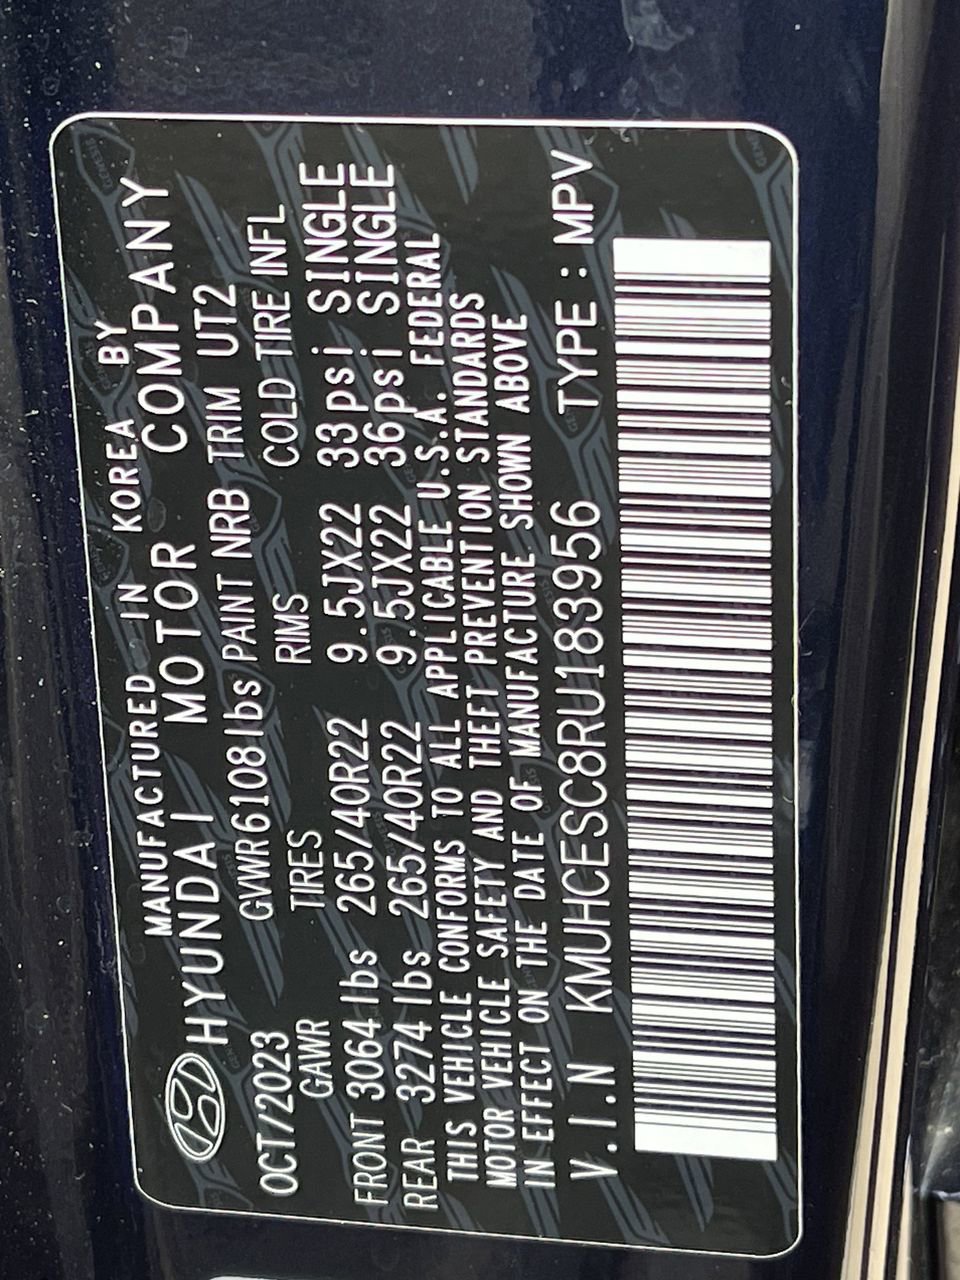 MANUFACTURED IN KOREA BY
HYUNDAI MOTOR COMPANY
OCT/2023 GVWR 6108 lbs PAINT NRB TRIM UT2
GAWR TIRES RIMS COLD TIRE INFL
FRONT 3064 lbs 265/40R22 9.5JX22 33psi SINGLE
REAR 3274 lbs 265/40R22 9.5JX22 36psi SINGLE
THIS VEHICLE CONFORMS TO ALL APPLICABLE U.S.A. FEDERAL
MOTOR VEHICLE SAFETY AND THEFT PREVENTION STANDARDS
IN EFFECT ON THE DATE OF MANUFACTURE SHOWN ABOVE
V.I.N KMUHCESC8RU183956 TYPE : MPV